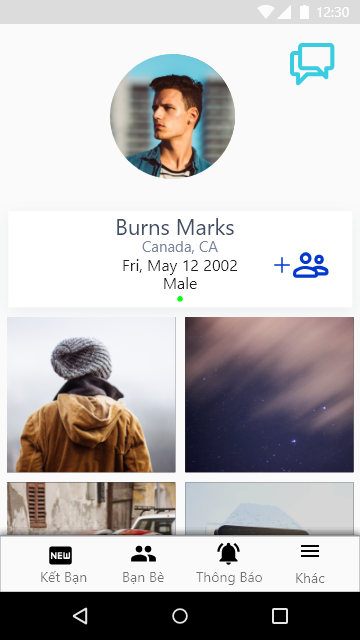 12:30
Burns Marks
Canada, CA
Fri, May 12 2002
Male
NEW
Kết Bạn
Bạn Bè
Thông Báo
Khác